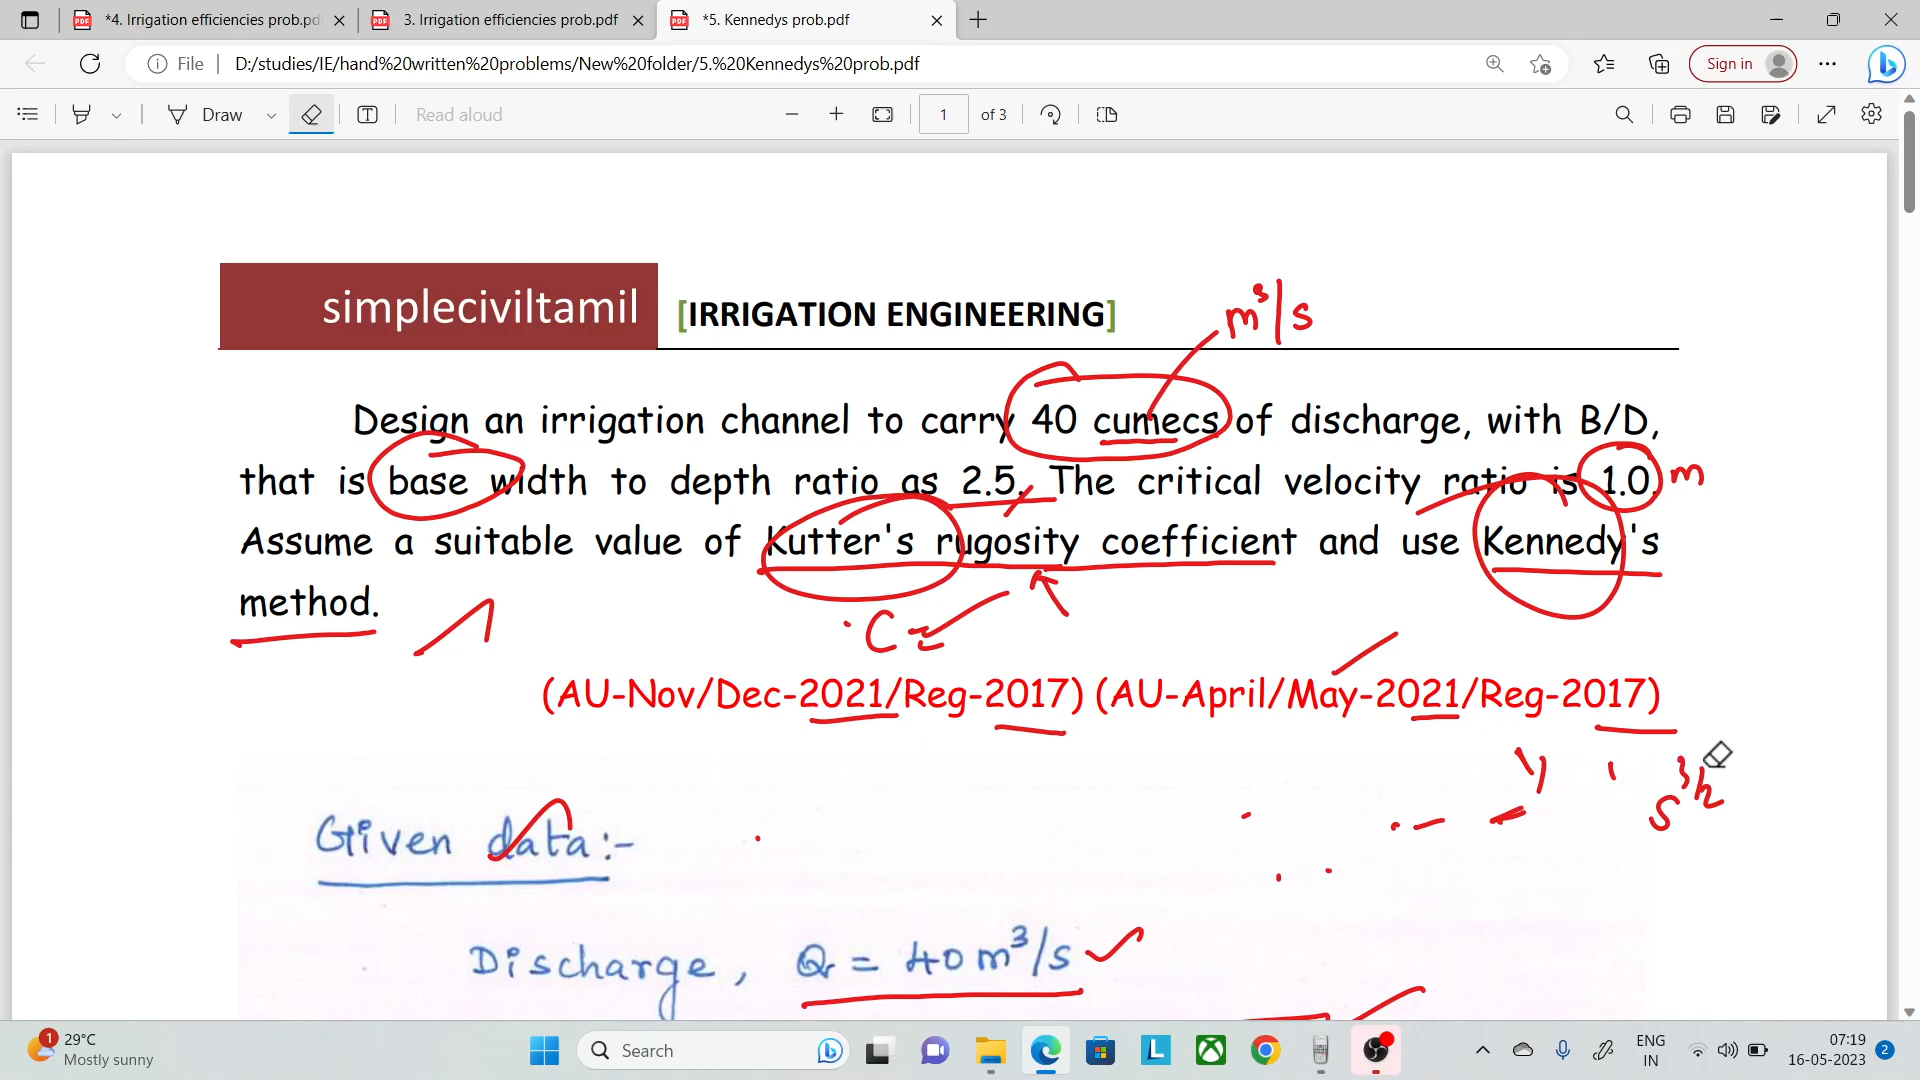 *4. Irrigation efficiencies prob.pd
3. Irrigation efficiencies prob.pdf
*5. Kennedys prob.pdf
File
D:/studies/IE/hand%20written%20problems/New%20folder/5.%20Kennedys%20prob.pdf
Sign in
Draw
Read aloud
1
of 3
simpleciviltamil
[IRRIGATION ENGINEERING]
m³/s
Design an irrigation channel to carry 40 cumecs of discharge, with B/D,
that is base width to depth ratio as 2.5. The critical velocity ratio is 1.0. m
Assume a suitable value of Kutter's rugosity coefficient and use Kennedy's
method.
C =
(AU-Nov/Dec-2021/Reg-2017) (AU-April/May-2021/Reg-2017)
Given data:-
Discharge, Q = 40 m³/s
1
29°C
Mostly sunny
Search
ENG
IN
07:19
16-05-2023
2